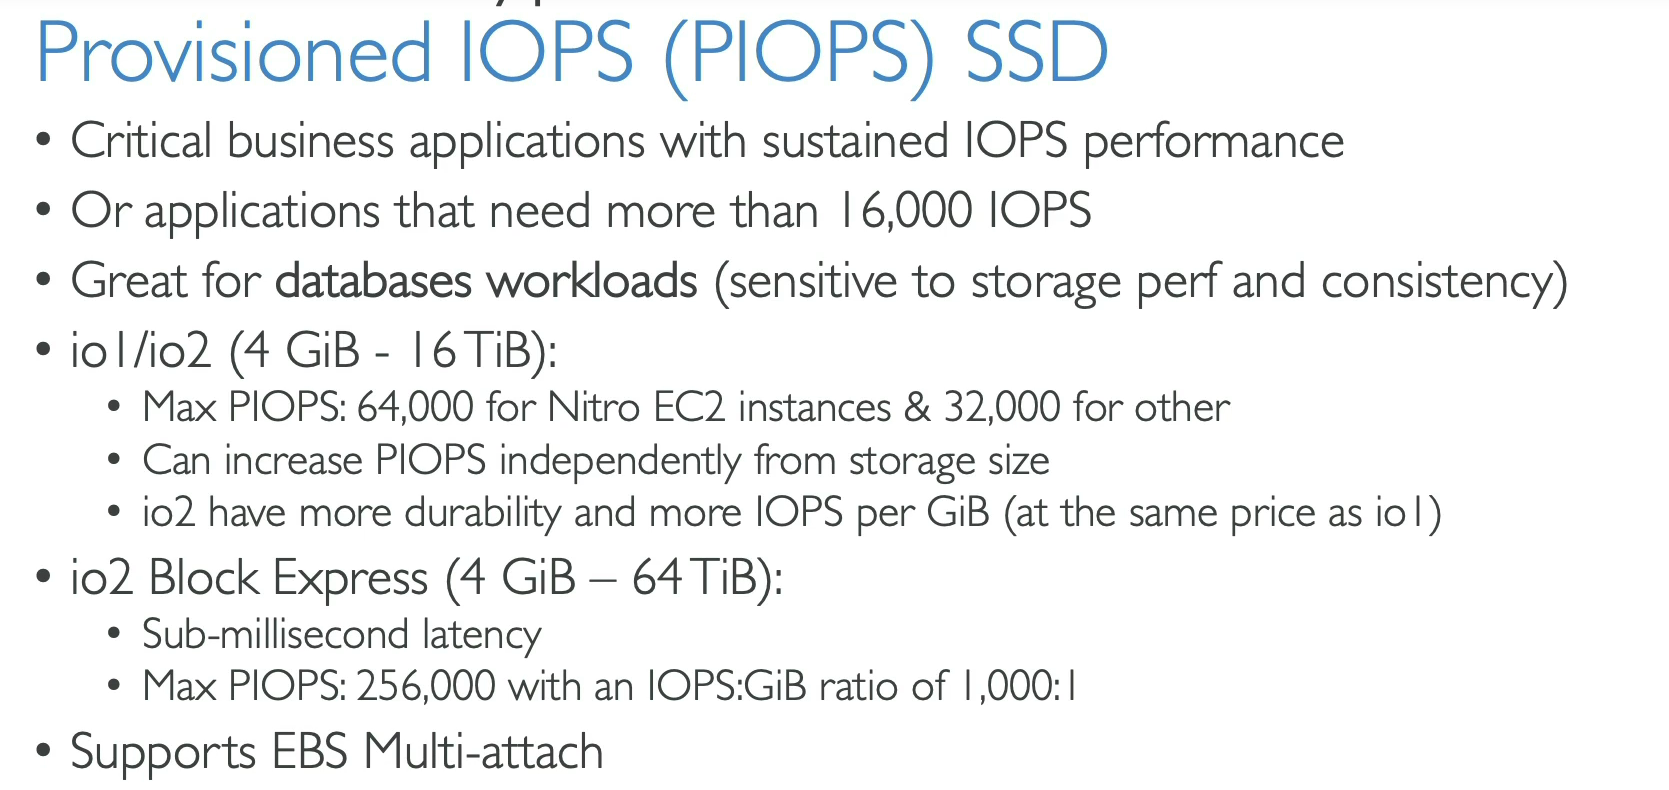 Provisioned IOPS (PIOPS) SSD
• Critical business applications with sustained IOPS performance
• Or applications that need more than 16,000 IOPS
• Great for databases workloads (sensitive to storage perf and consistency)
• io1/io2 (4 GiB - 16 TiB):
• Max PIOPS: 64,000 for Nitro EC2 instances & 32,000 for other
• Can increase PIOPS independently from storage size
• io2 have more durability and more IOPS per GiB (at the same price as io1)
• io2 Block Express (4 GiB – 64 TiB):
• Sub-millisecond latency
• Max PIOPS: 256,000 with an IOPS:GiB ratio of 1,000:1
• Supports EBS Multi-attach